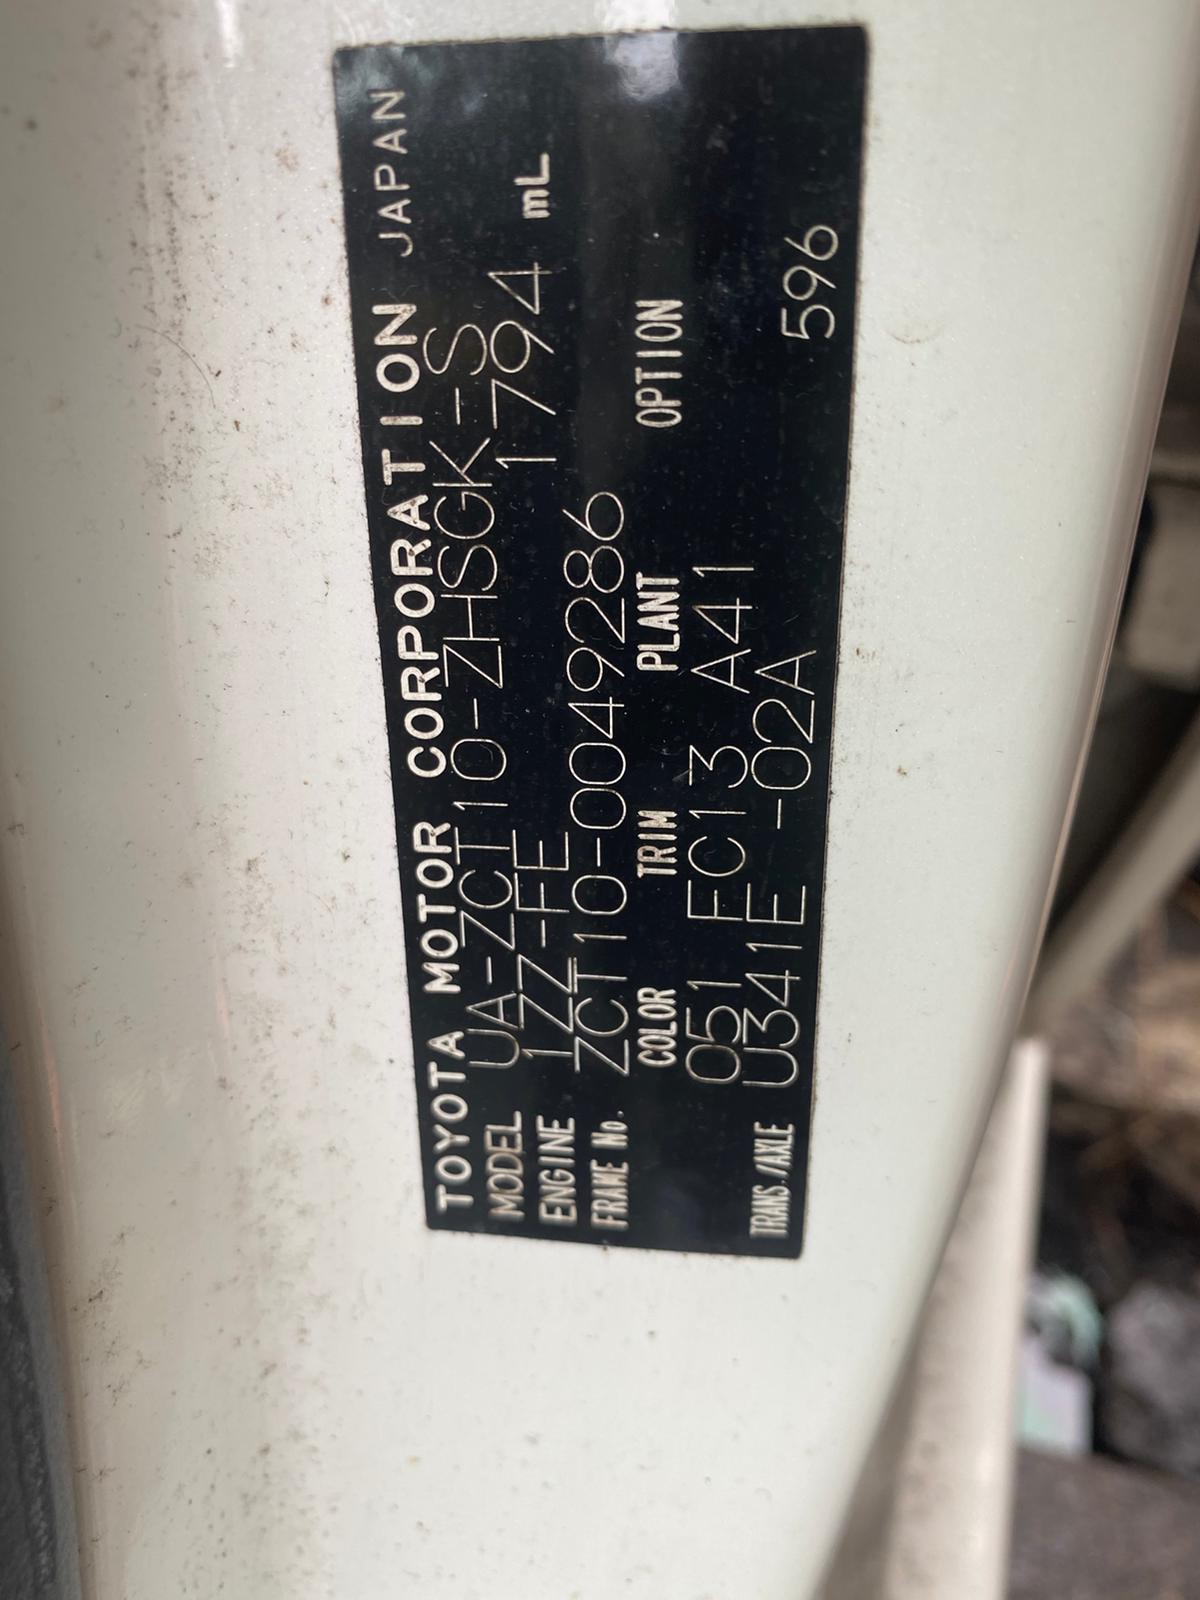 TOYOTA MOTOR CORPORATION JAPAN
MODEL UA-ZCT10-ZHSGK-S
ENGINE 1ZZ-FE 1794 mL
FRAME No. ZCT10-0049286
COLOR TRIM PLANT OPTION
051 FC13 A41
TRANS./AXLE U341E-02A 596